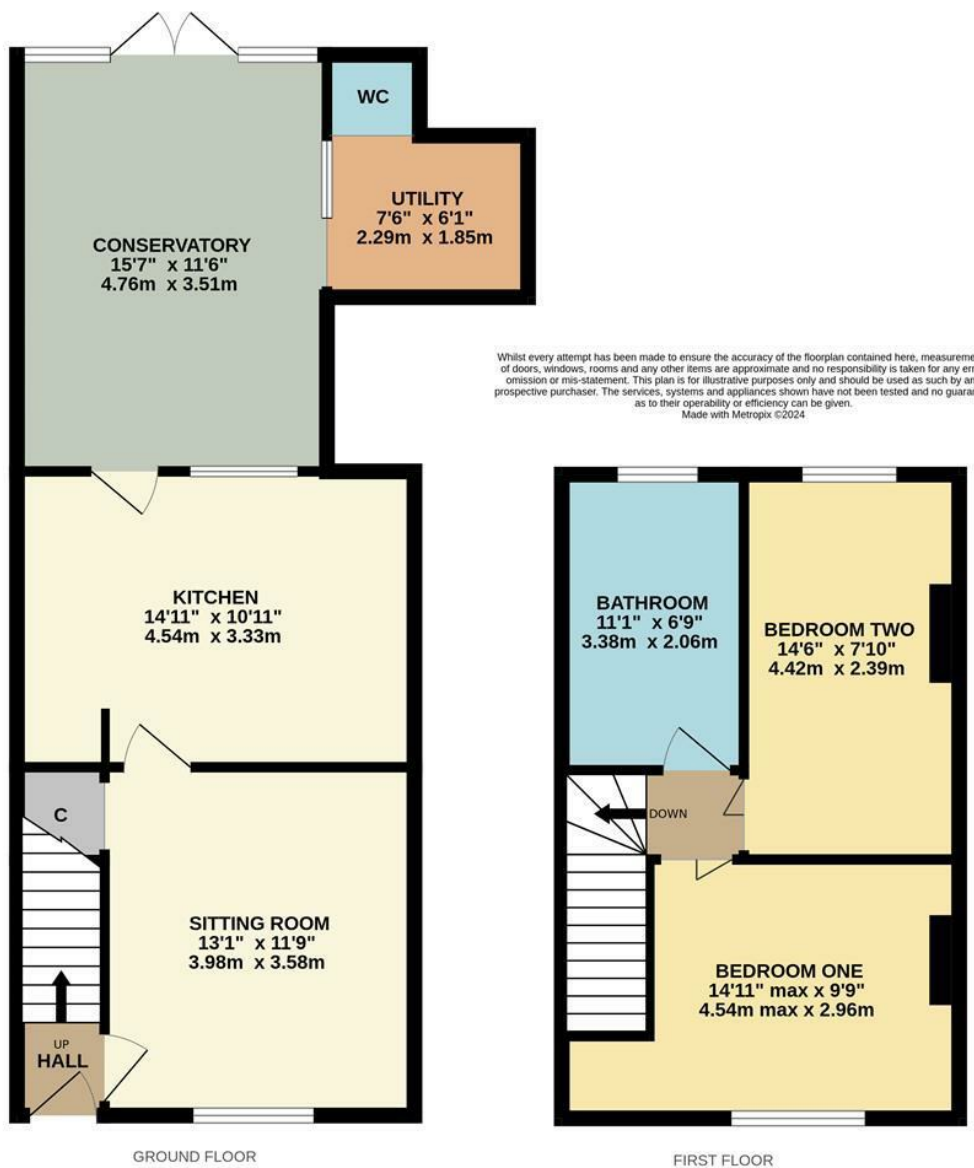 WC
UTILITY
7'6" x 6'1"
2.29m x 1.85m
CONSERVATORY
15'7" x 11'6"
4.76m x 3.51m
Whilst every attempt has been made to ensure the accuracy of the floorplan contained here,
of doors, windows, rooms and any other items are approximate and no responsibility is taken for any
omission or mis-statement. This plan is for illustrative purposes only and should be used as such by
prospective purchaser. The services, systems and appliances shown have not been tested and no
as to their operability or efficiency can be given.
Made with Metropix ©2024
KITCHEN
14'11" x 10'11"
4.54m x 3.33m
C
SITTING ROOM
13'1" x 11'9"
3.98m x 3.58m
UP
HALL
GROUND FLOOR
BATHROOM
11'1" x 6'9"
3.38m x 2.06m
BEDROOM TWO
14'6" x 7'10"
4.42m x 2.39m
DOWN
BEDROOM ONE
14'11" max x 9'9"
4.54m max x 2.96m
FIRST FLOOR